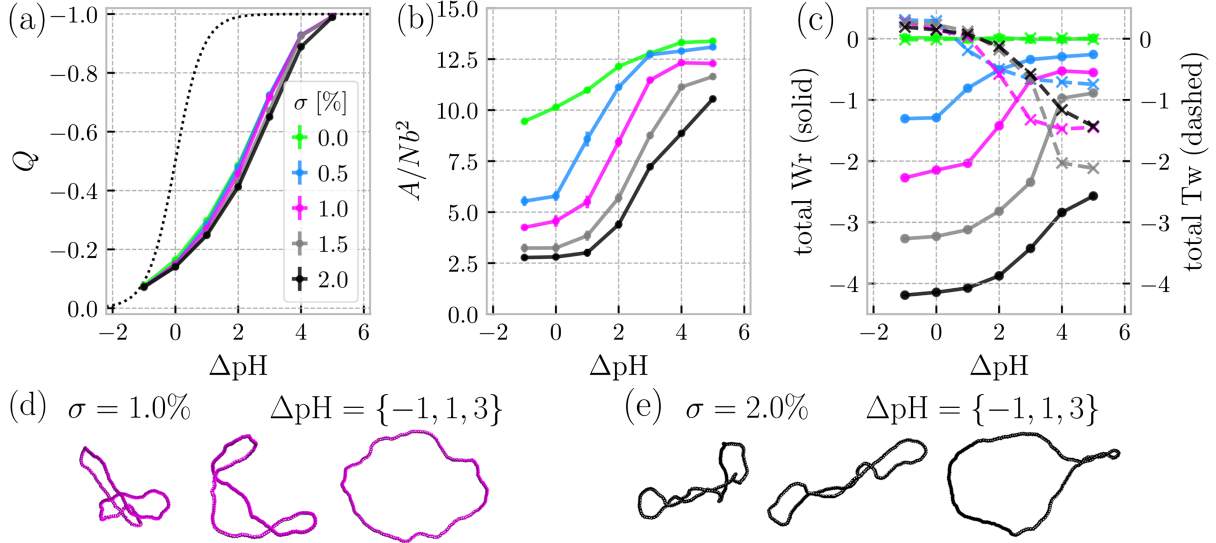 (a)
−1.0
−0.8
−0.6
−0.4
−0.2
0.0
Q
σ [%]
0.0
0.5
1.0
1.5
2.0
−2 0 2 4 6
ΔpH
(b)
15.0
12.5
10.0
7.5
5.0
2.5
0.0
A/Nb²
−2 0 2 4 6
ΔpH
(c)
0
−1
−2
−3
−4
total Wr (solid)
0
−1
−2
−3
−4
total Tw (dashed)
−2 0 2 4 6
ΔpH
(d) σ = 1.0% ΔpH = {−1, 1, 3}
(e) σ = 2.0% ΔpH = {−1, 1, 3}